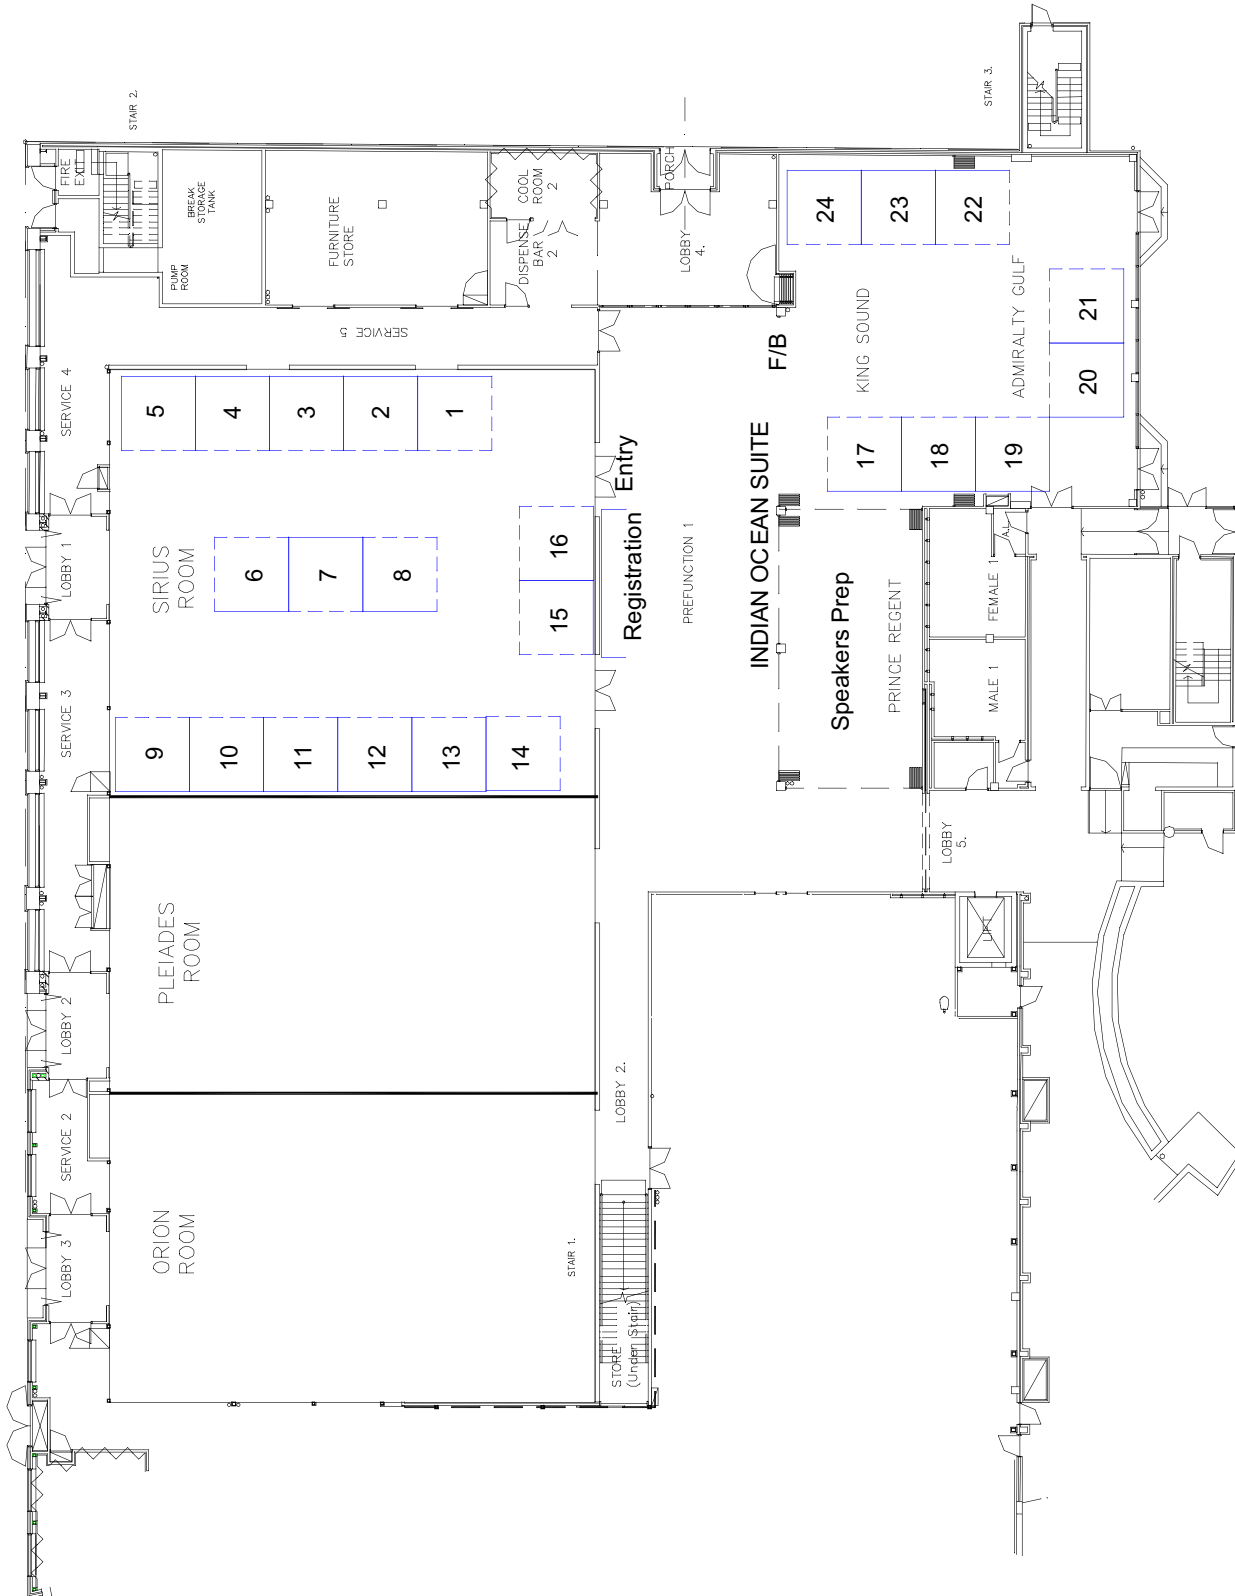 STAIR 2.
STAIR 3.
FIRE
EXIT
BREAK
STORAGE
TANK
PUMP
ROOM
FURNITURE
STORE
COOL
ROOM
2
DISPENSE
BAR
2
PORCH
LOBBY
4.
SERVICE 5
SERVICE 4
5
4
3
2
1
24
23
22
21
20
17
18
19
KING SOUND
ADMIRALTY GULF
F/B
Entry
Registration
INDIAN OCEAN SUITE
PREFUNCTION 1
SIRIUS
ROOM
6
7
8
16
15
LOBBY 1
SERVICE 3
9
10
11
12
13
14
Speakers Prep
PRINCE REGENT
FEMALE 1
MALE 1
LOBBY
5.
LIFT
PLEIADES
ROOM
LOBBY 2
LOBBY 2.
SERVICE 2
ORION
ROOM
LOBBY 3
STAIR 1.
STORE
(Under Stair)